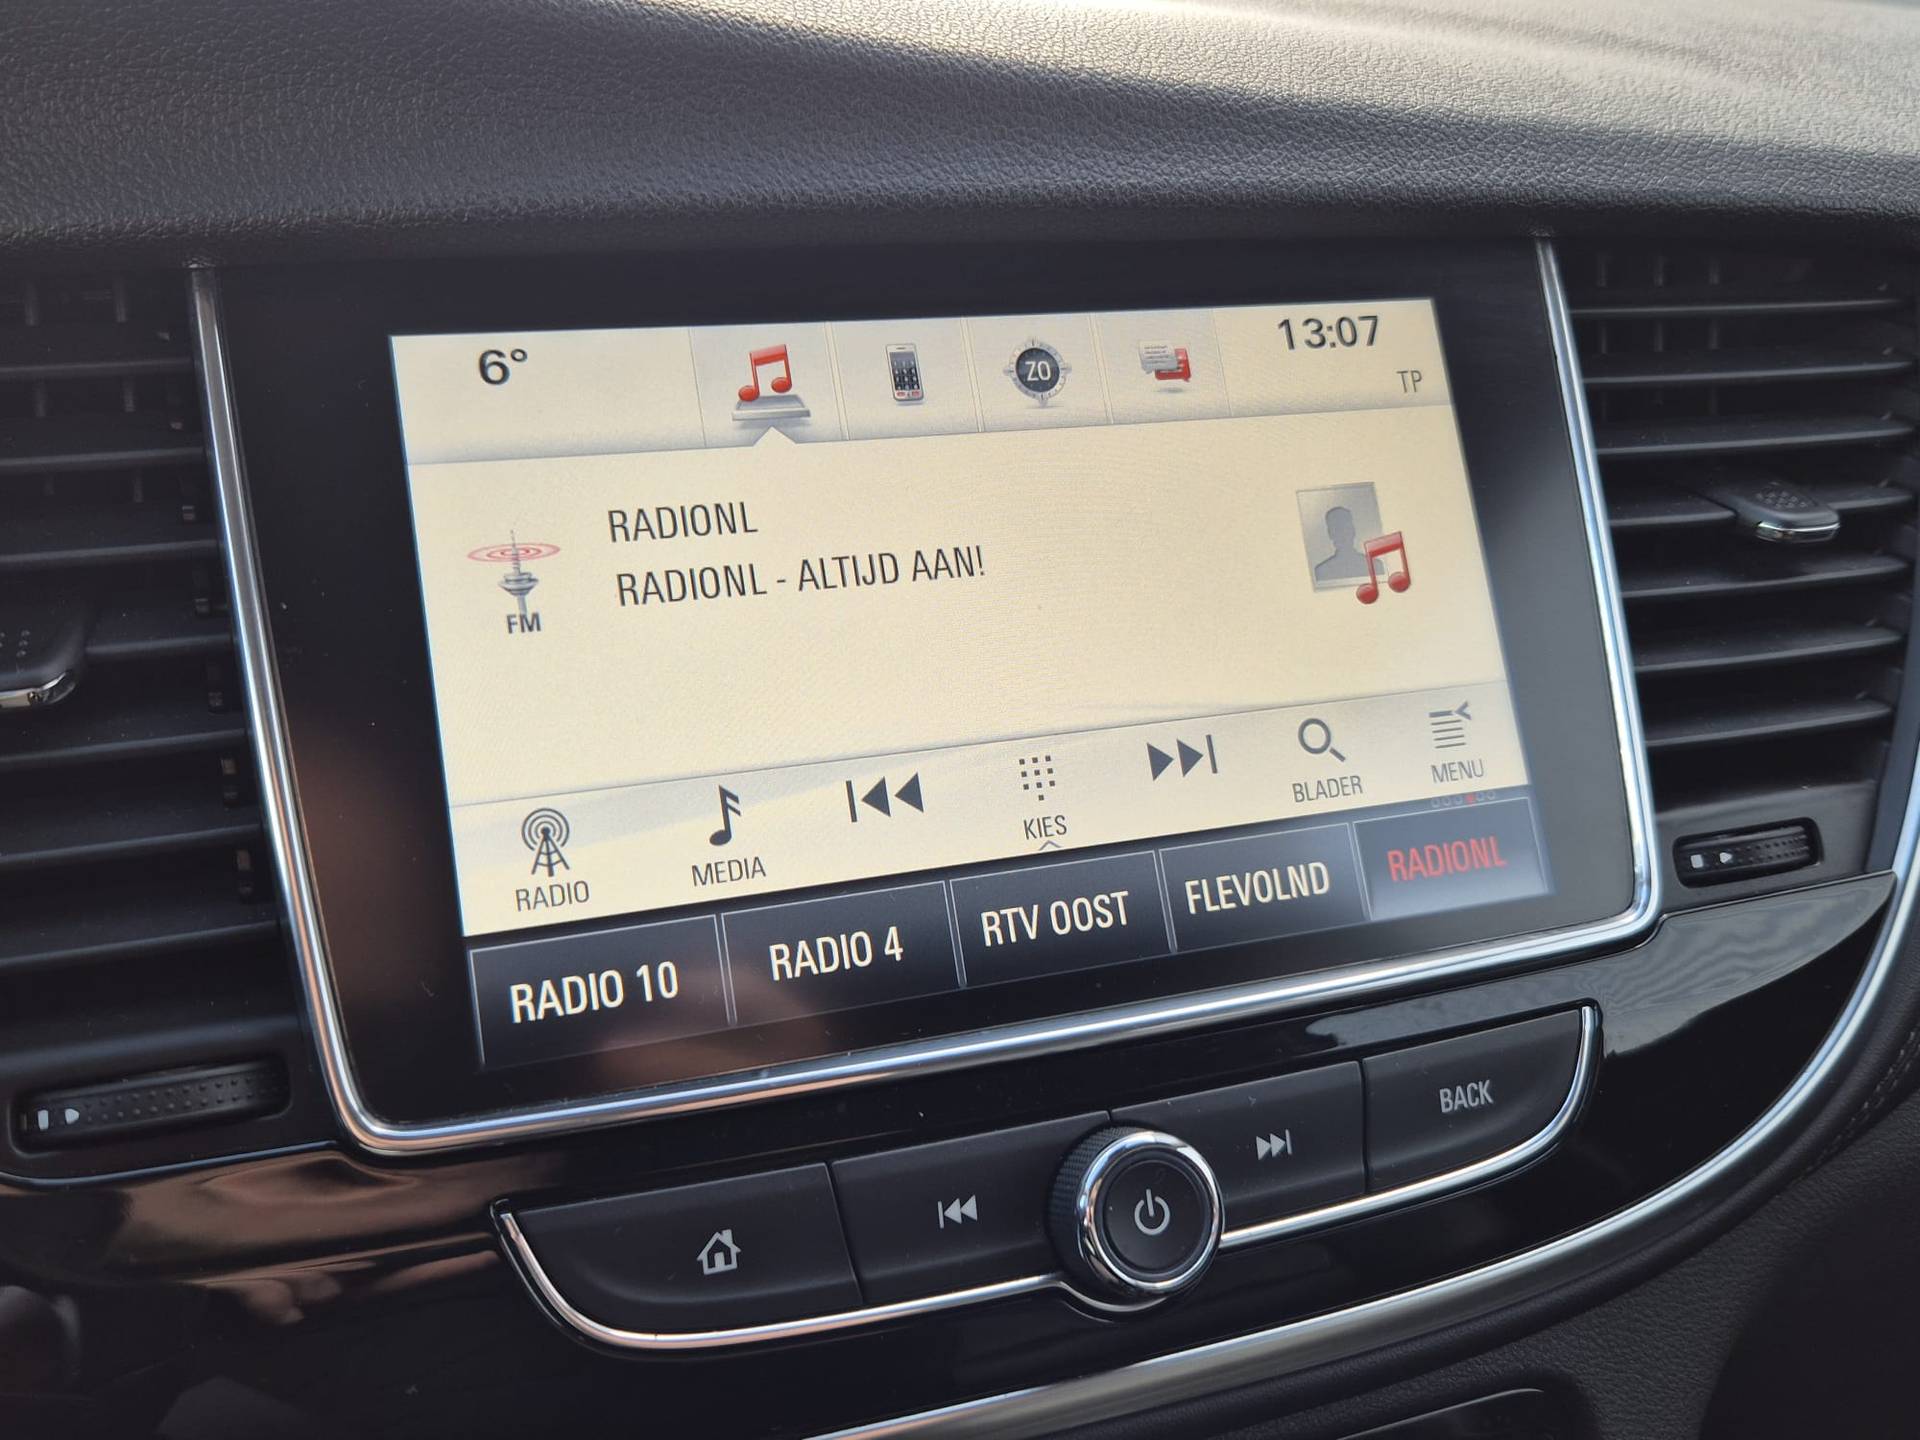 6°
ZO
13:07
TP
RADIONL
RADIONL - ALTIJD AAN!
FM
RADIO
MEDIA
KIES
BLADER
MENU
RADIO 10
RADIO 4
RTV OOST
FLEVOLND
RADIONL
BACK